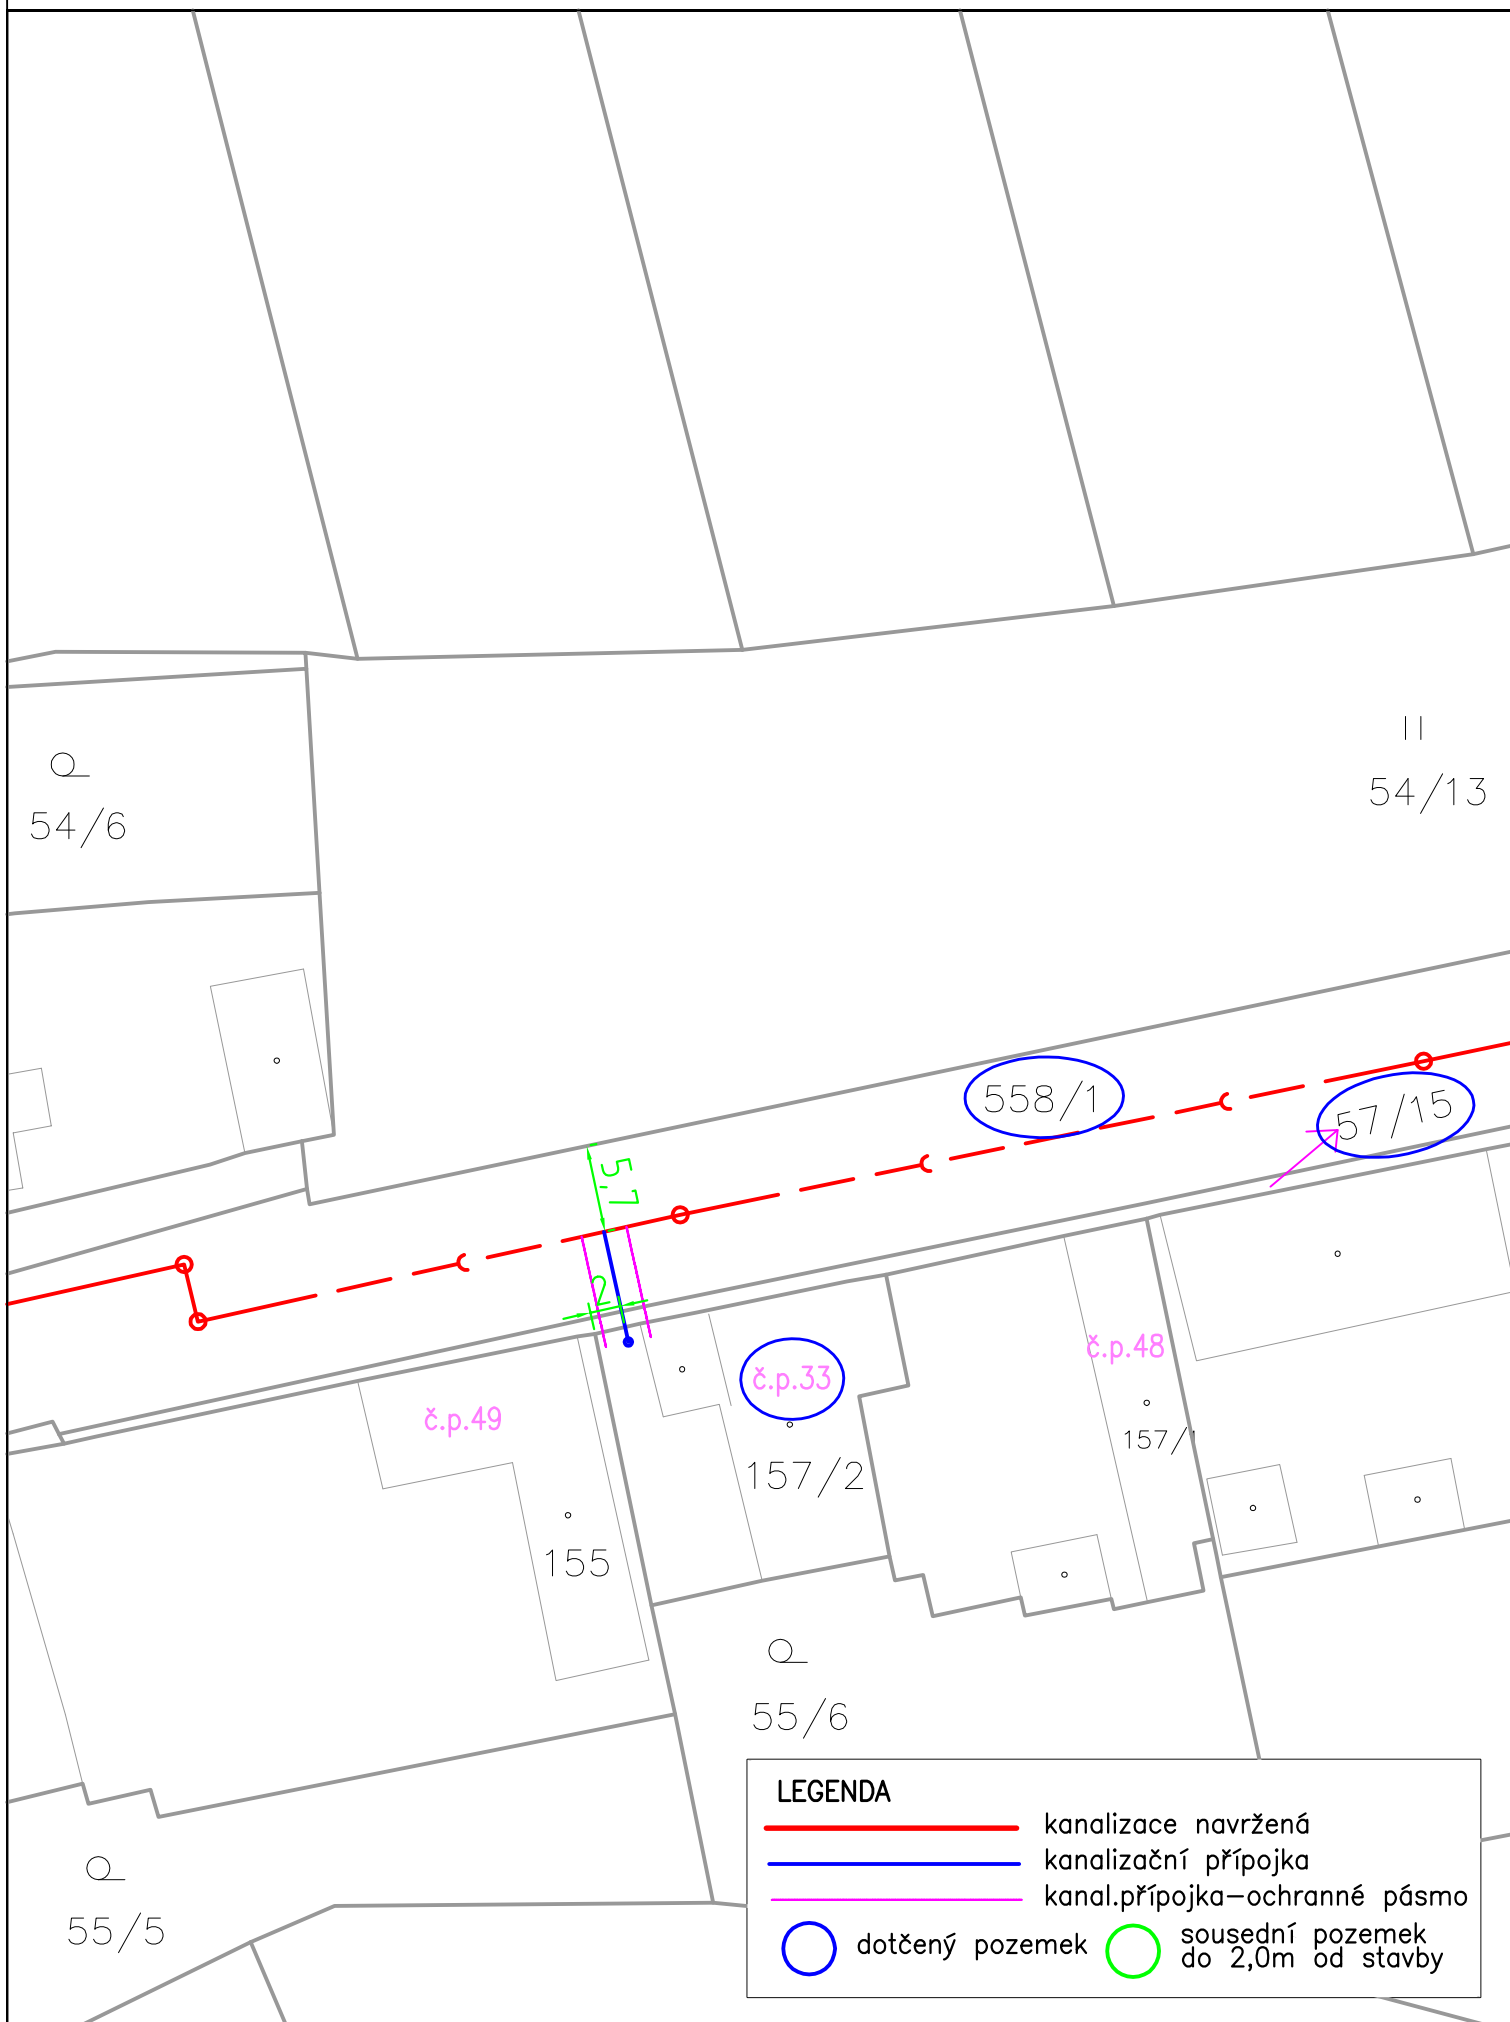 54/13
54/6
558/1
57/15
5,7
2
č.p.48
č.p.33
č.p.49
157/1
157/2
155
55/6
LEGENDA
kanalizace navržená
kanalizační přípojka
kanal.přípojka-ochranné pásmo
dotčený pozemek
sousední pozemek
do 2,0m od stavby
55/5